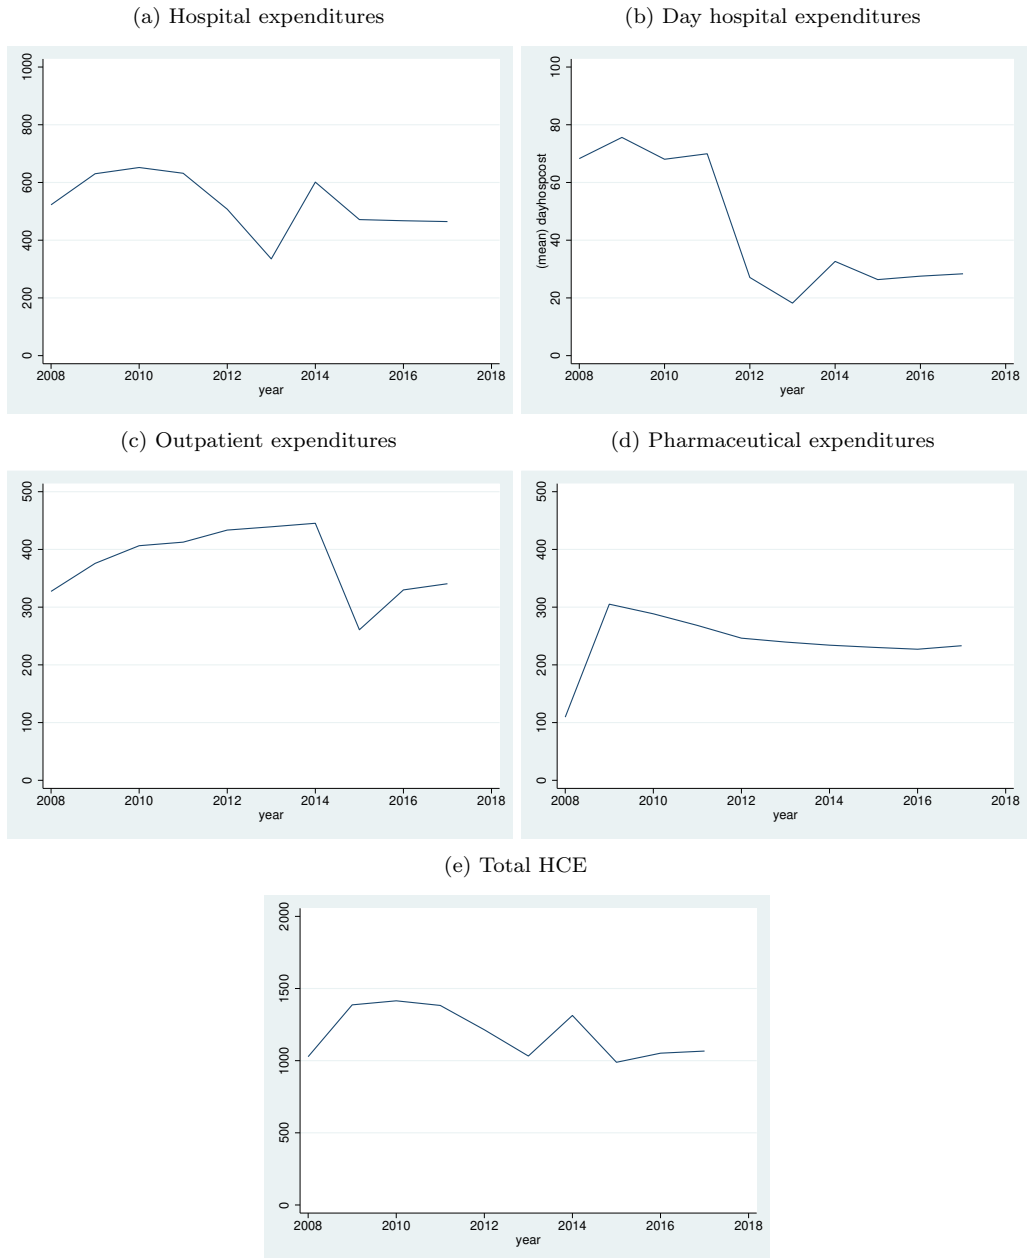 (a) Hospital expenditures
(b) Day hospital expenditures
1000
800
600
400
200
0
2008 2010 2012 2014 2016 2018
year
(mean) dayhospcost
100
80
60
40
20
0
2008 2010 2012 2014 2016 2018
year
(c) Outpatient expenditures
(d) Pharmaceutical expenditures
500
400
300
200
100
0
2008 2010 2012 2014 2016 2018
year
500
400
300
200
100
0
2008 2010 2012 2014 2016 2018
year
(e) Total HCE
2000
1500
1000
500
0
2008 2010 2012 2014 2016 2018
year